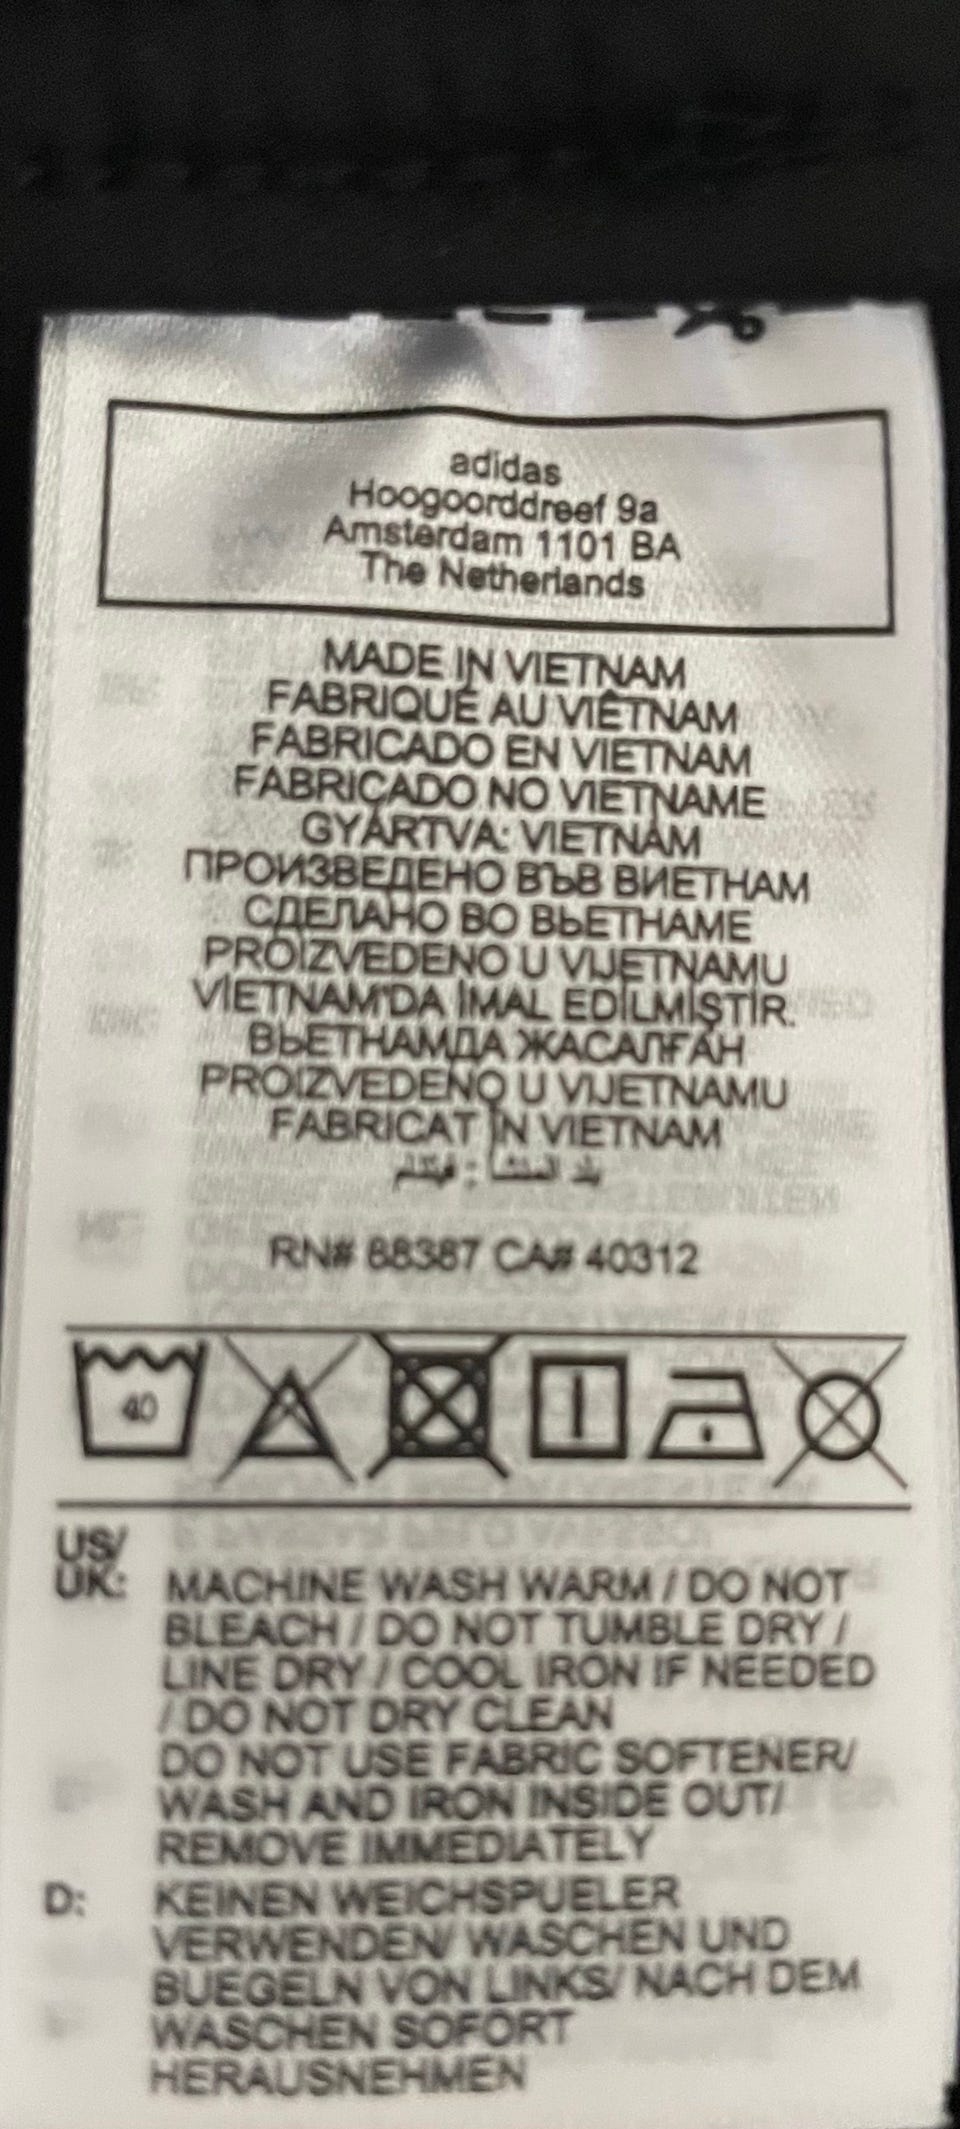 adidas
Hoogoorddreef 9a
Amsterdam 1101 BA
The Netherlands
MADE IN VIETNAM
FABRIQUÉ AU VIÊTNAM
FABRICADO EN VIETNAM
FABRICADO NO VIETNAME
GYÁRTVA: VIETNÁM
ПРОИЗВЕДЕНО ВЪВ ВИЕТНАМ
СДЕЛАНО ВО ВЬЕТНАМЕ
PROIZVEDENO U VIJETNAMU
VİETNAM'DA İMAL EDİLMİŞTİR.
ВЬЕТНАМДА ЖАСАЛҒАН
PROIZVEDENO U VIJETNAMU
FABRICAT ÎN VIETNAM
بلد المنشأ : فيتنام
RN# 88387 CA# 40312
40
US/
UK: MACHINE WASH WARM / DO NOT
BLEACH / DO NOT TUMBLE DRY /
LINE DRY / COOL IRON IF NEEDED
/ DO NOT DRY CLEAN
DO NOT USE FABRIC SOFTENER/
WASH AND IRON INSIDE OUT/
REMOVE IMMEDIATELY
D: KEINEN WEICHSPUELER
VERWENDEN/ WASCHEN UND
BUEGELN VON LINKS/ NACH DEM
WASCHEN SOFORT
HERAUSNEHMEN